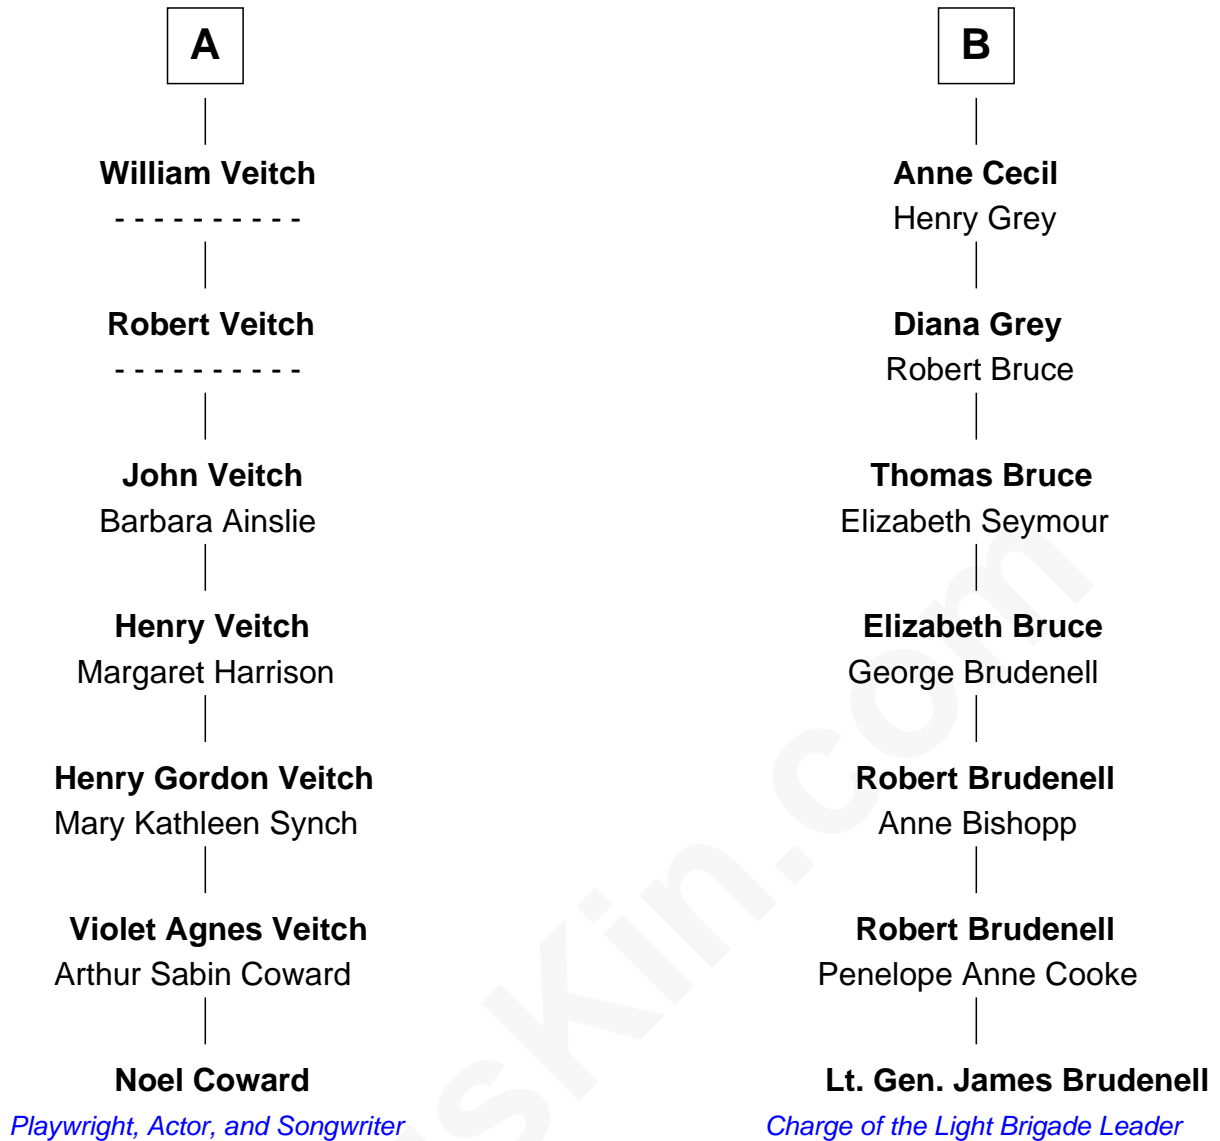 A
William Veitch
- - - - - - - - - -
Robert Veitch
- - - - - - - - - -
John Veitch
Barbara Ainslie
Henry Veitch
Margaret Harrison
Henry Gordon Veitch
Mary Kathleen Synch
Violet Agnes Veitch
Arthur Sabin Coward
Noel Coward
Playwright, Actor, and Songwriter
B
Anne Cecil
Henry Grey
Diana Grey
Robert Bruce
Thomas Bruce
Elizabeth Seymour
Elizabeth Bruce
George Brudenell
Robert Brudenell
Anne Bishopp
Robert Brudenell
Penelope Anne Cooke
Lt. Gen. James Brudenell
Charge of the Light Brigade Leader
sKin.com